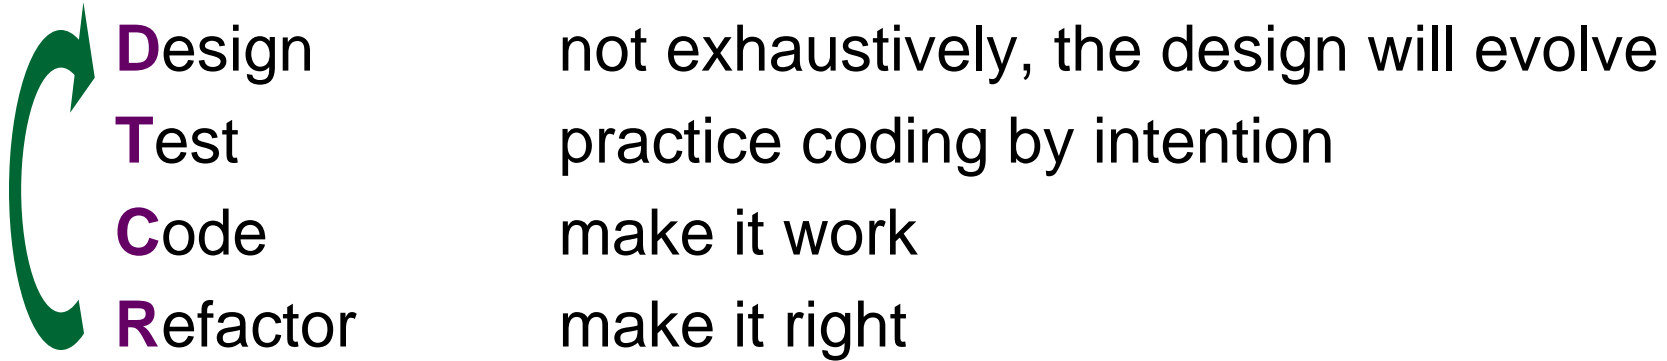 Design not exhaustively, the design will evolve
Test practice coding by intention
Code make it work
Refactor make it right